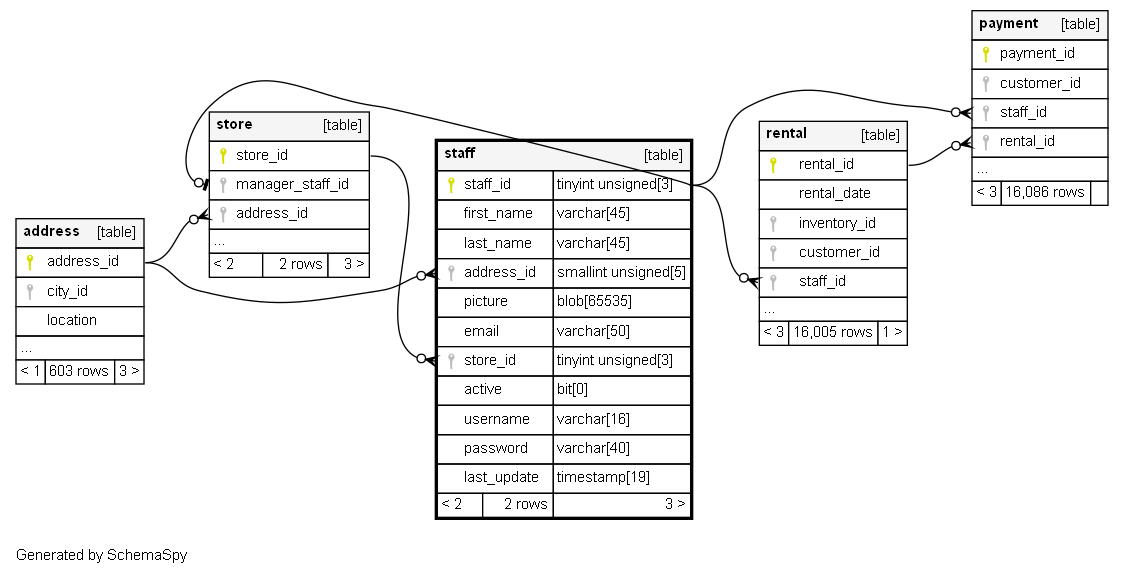 payment [table]
payment_id
customer_id
staff_id
rental_id
...
< 3 16,086 rows
store [table]
store_id
manager_staff_id
address_id
...
< 2 2 rows 3 >
rental [table]
rental_id
rental_date
inventory_id
customer_id
staff_id
...
< 3 16,005 rows 1 >
staff [table]
staff_id tinyint unsigned[3]
first_name varchar[45]
last_name varchar[45]
address_id smallint unsigned[5]
picture blob[65535]
email varchar[50]
store_id tinyint unsigned[3]
active bit[0]
username varchar[16]
password varchar[40]
last_update timestamp[19]
< 2 2 rows 3 >
address [table]
address_id
city_id
location
...
< 1 603 rows 3 >
Generated by SchemaSpy